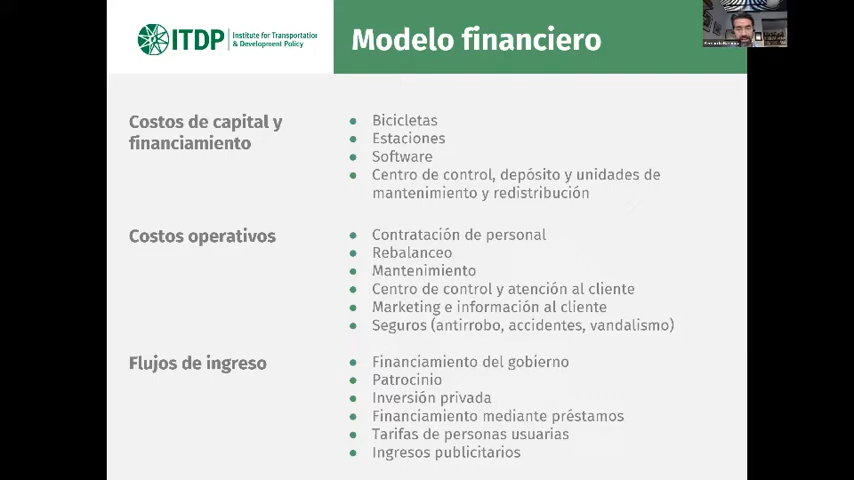 ITDP
Institute for Transportation
& Development Policy
Modelo financiero
Costos de capital y
financiamiento
Bicicletas
Estaciones
Software
Centro de control, depósito y unidades de
mantenimiento y redistribución
Costos operativos
Contratación de personal
Rebalanceo
Mantenimiento
Centro de control y atención al cliente
Marketing e información al cliente
Seguros (antirrobo, accidentes, vandalismo)
Flujos de ingreso
Financiamiento del gobierno
Patrocinio
Inversión privada
Financiamiento mediante préstamos
Tarifas de personas usuarias
Ingresos publicitarios